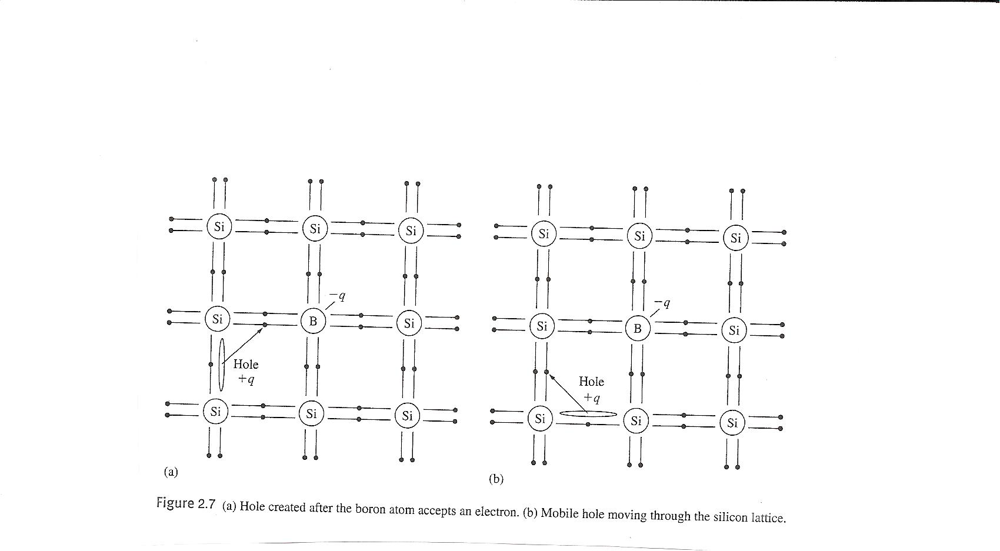 Si Si Si
Si B Si
−q
Hole
+q
Si Si Si
(a)
Si Si Si
Si B Si
−q
Hole
+q
Si Si Si
(b)
Figure 2.7 (a) Hole created after the boron atom accepts an electron. (b) Mobile hole moving through the silicon lattice.